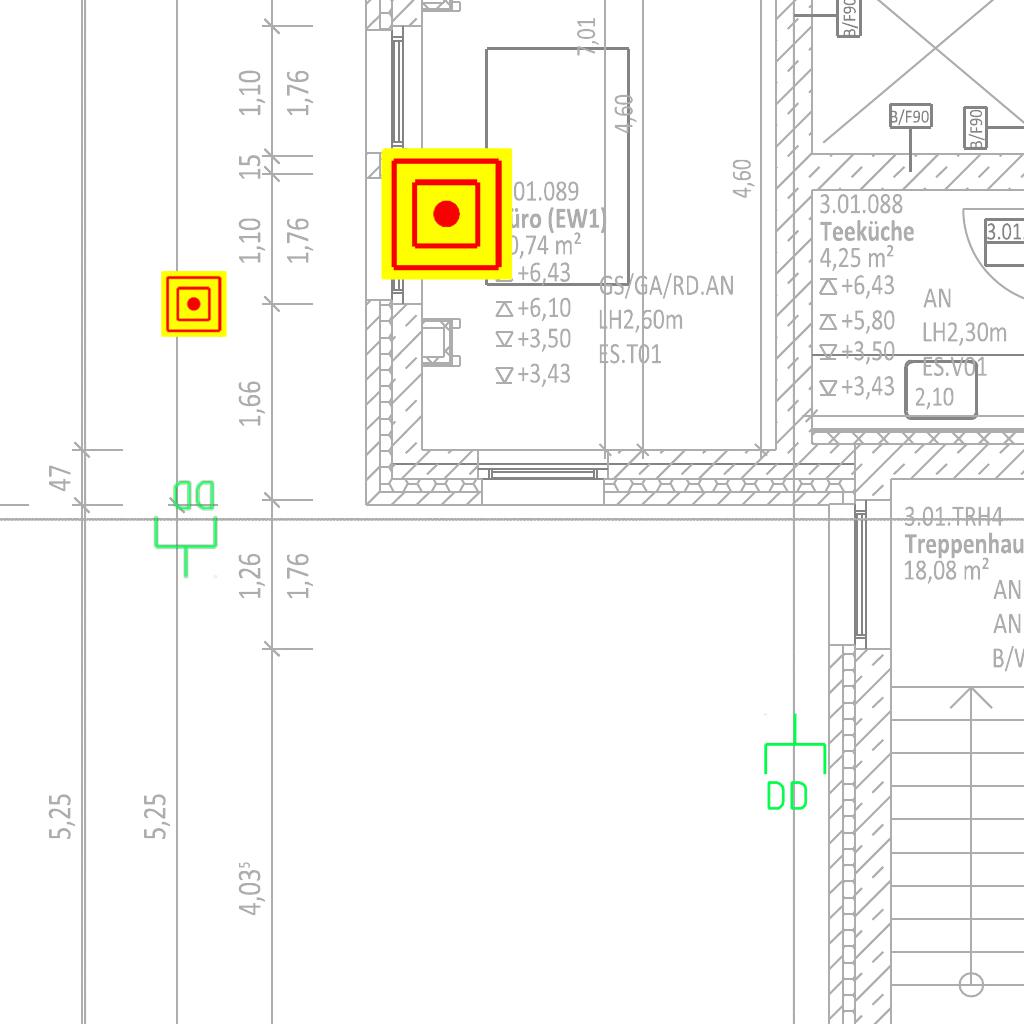 7,01
B/F90
1,10
1,76
4,60
B/F90
B/F90
15
4,60
01.089
üro (EW1)
0,74 m²
+6,43
+6,10
+3,50
+3,43
GS/GA/RD.AN
LH2,60m
ES.T01
3.01.088
Teeküche
4,25 m²
+6,43
+5,80
+3,50
+3,43
AN
LH2,30m
ES.V01
2,10
3.01.
1,10
1,76
1,66
47
DD
1,26
1,76
3.01.TRH4
Treppenhau
18,08 m²
AN
AN
B/V
DD
5,25
5,25
4,03⁵